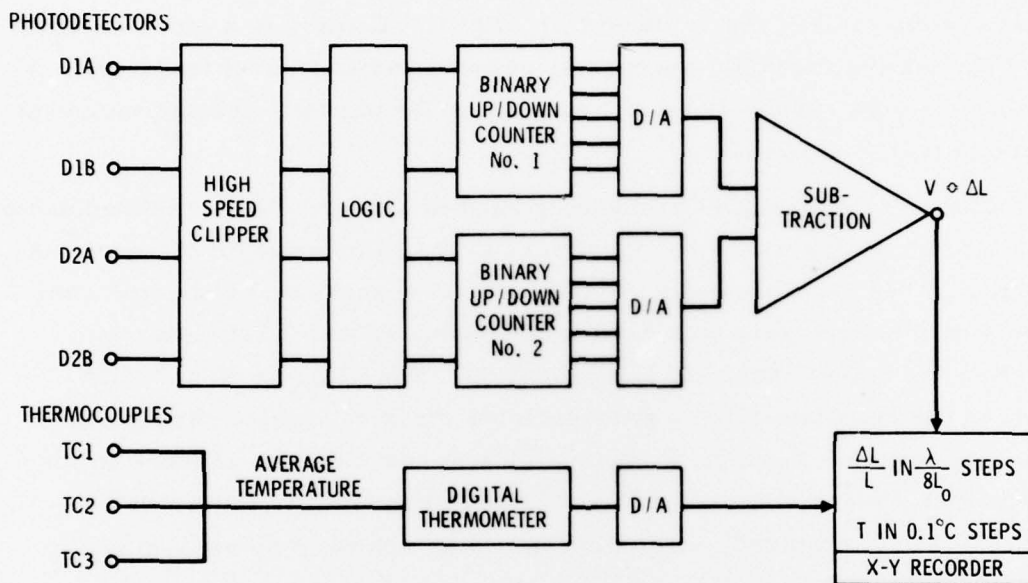 PHOTODETECTORS
D1A
D1B
D2A
D2B
HIGH
SPEED
CLIPPER
LOGIC
BINARY
UP/DOWN
COUNTER
No. 1
BINARY
UP/DOWN
COUNTER
No. 2
D/A
D/A
SUB-
TRACTION
V ∝ ΔL
THERMOCOUPLES
TC1
TC2
TC3
AVERAGE
TEMPERATURE
DIGITAL
THERMOMETER
D/A
ΔL/L IN λ/8L₀ STEPS
T IN 0.1°C STEPS
X-Y RECORDER